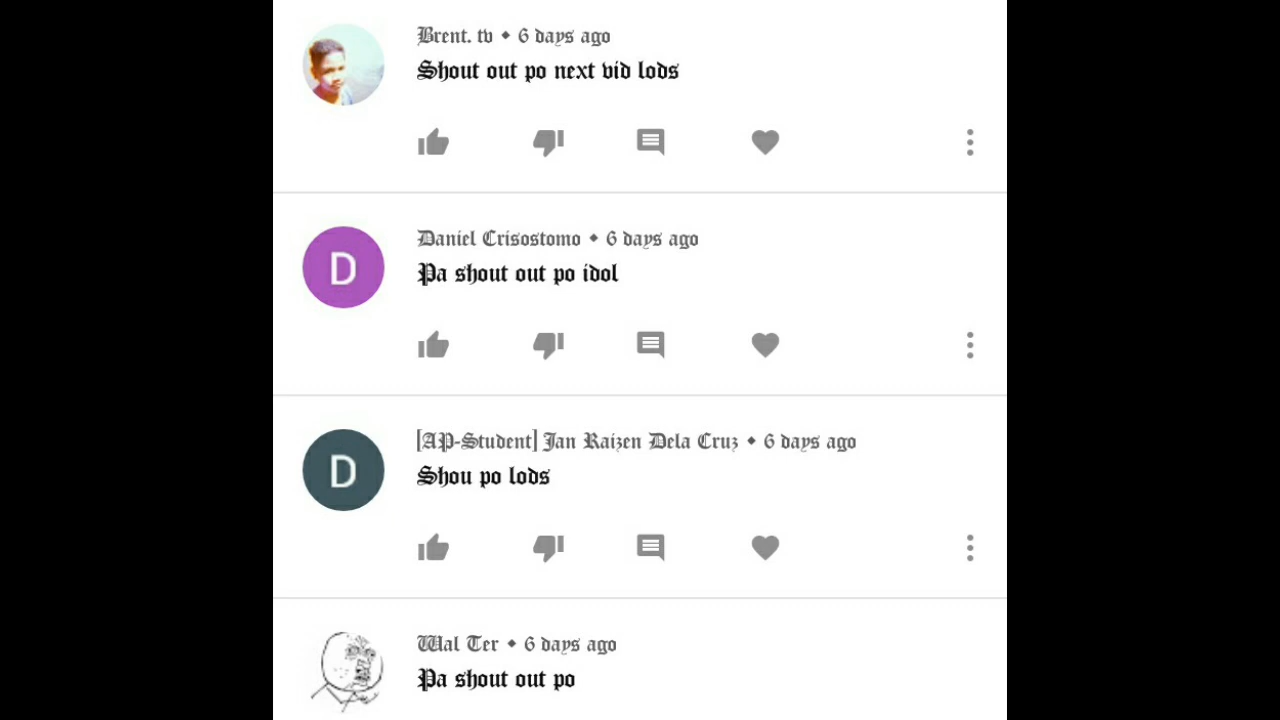 Brent. tv • 6 days ago
Shout out po next vid lods
D
Daniel Crisostomo • 6 days ago
Pa shout out po idol
D
[AP-Student] Jan Raizen Dela Cruz • 6 days ago
Shou po lods
Wal Ter • 6 days ago
Pa shout out po